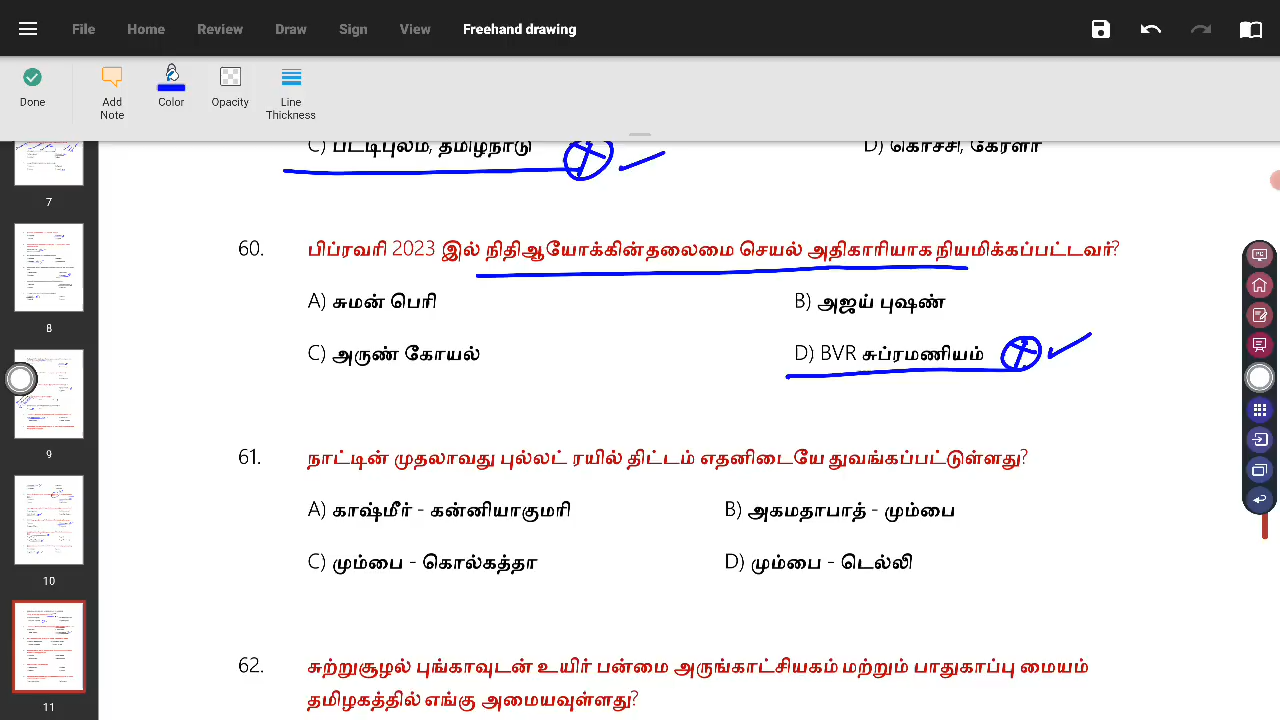 File Home Review Draw Sign View Freehand drawing
Done Add Note Color Opacity Line Thickness
C) பட்டிபுலம், தமிழ்நாடு D) கொச்சி, கேரளா
7
60. பிப்ரவரி 2023 இல் நிதிஆயோக்கின்தலைமை செயல் அதிகாரியாக நியமிக்கப்பட்டவர்?
A) சுமன் பெரி B) அஜய் புஷண்
8
C) அருண் கோயல் D) BVR சுப்ரமணியம்
9
61. நாட்டின் முதலாவது புல்லட் ரயில் திட்டம் எதனிடையே துவங்கப்பட்டுள்ளது?
A) காஷ்மீர் - கன்னியாகுமரி B) அகமதாபாத் - மும்பை
C) மும்பை - கொல்கத்தா D) மும்பை - டெல்லி
10
62. சுற்றுசூழல் புங்காவுடன் உயிர் பன்மை அருங்காட்சியகம் மற்றும் பாதுகாப்பு மையம்
தமிழகத்தில் எங்கு அமையவுள்ளது?
11